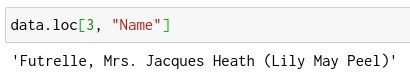 data.loc[3, "Name"]
'Futrelle, Mrs. Jacques Heath (Lily May Peel)'